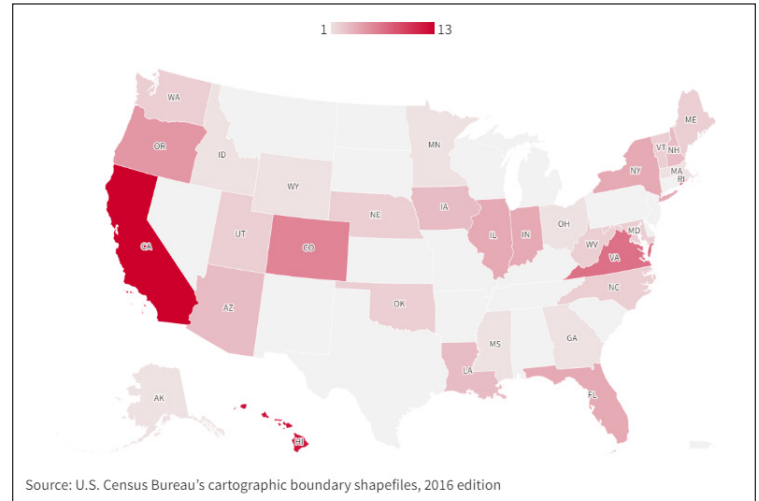 1 13
WA
ME
OR
ID
MN
VT NH
NY
MA
RI
WY
IA
NE
IL
IN
OH
MD
UT
CO
WV
VA
CA
NC
AZ
OK
MS
GA
LA
FL
AK
HI
Source: U.S. Census Bureau’s cartographic boundary shapefiles, 2016 edition